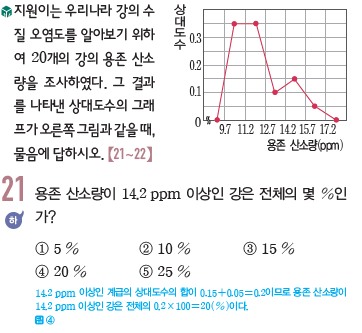 지원이는 우리나라 강의 수
질 오염도를 알아보기 위하
여 20개의 강의 용존 산소
량을 조사하였다. 그 결과
를 나타낸 상대도수의 그래
프가 오른쪽 그림과 같을 때,
물음에 답하시오. 【21~22】
상대도수
0.3
0.2
0.1
0
9.7 11.2 12.7 14.2 15.7 17.2
용존 산소량(ppm)
21 용존 산소량이 14.2 ppm 이상인 강은 전체의 몇 %인
하 가?
① 5 % ② 10 % ③ 15 %
④ 20 % ⑤ 25 %
14.2 ppm 이상인 계급의 상대도수의 합이 0.15+0.05=0.2이므로 용존 산소량이
14.2 ppm 이상인 강은 전체의 0.2×100=20(%)이다.
답 ④